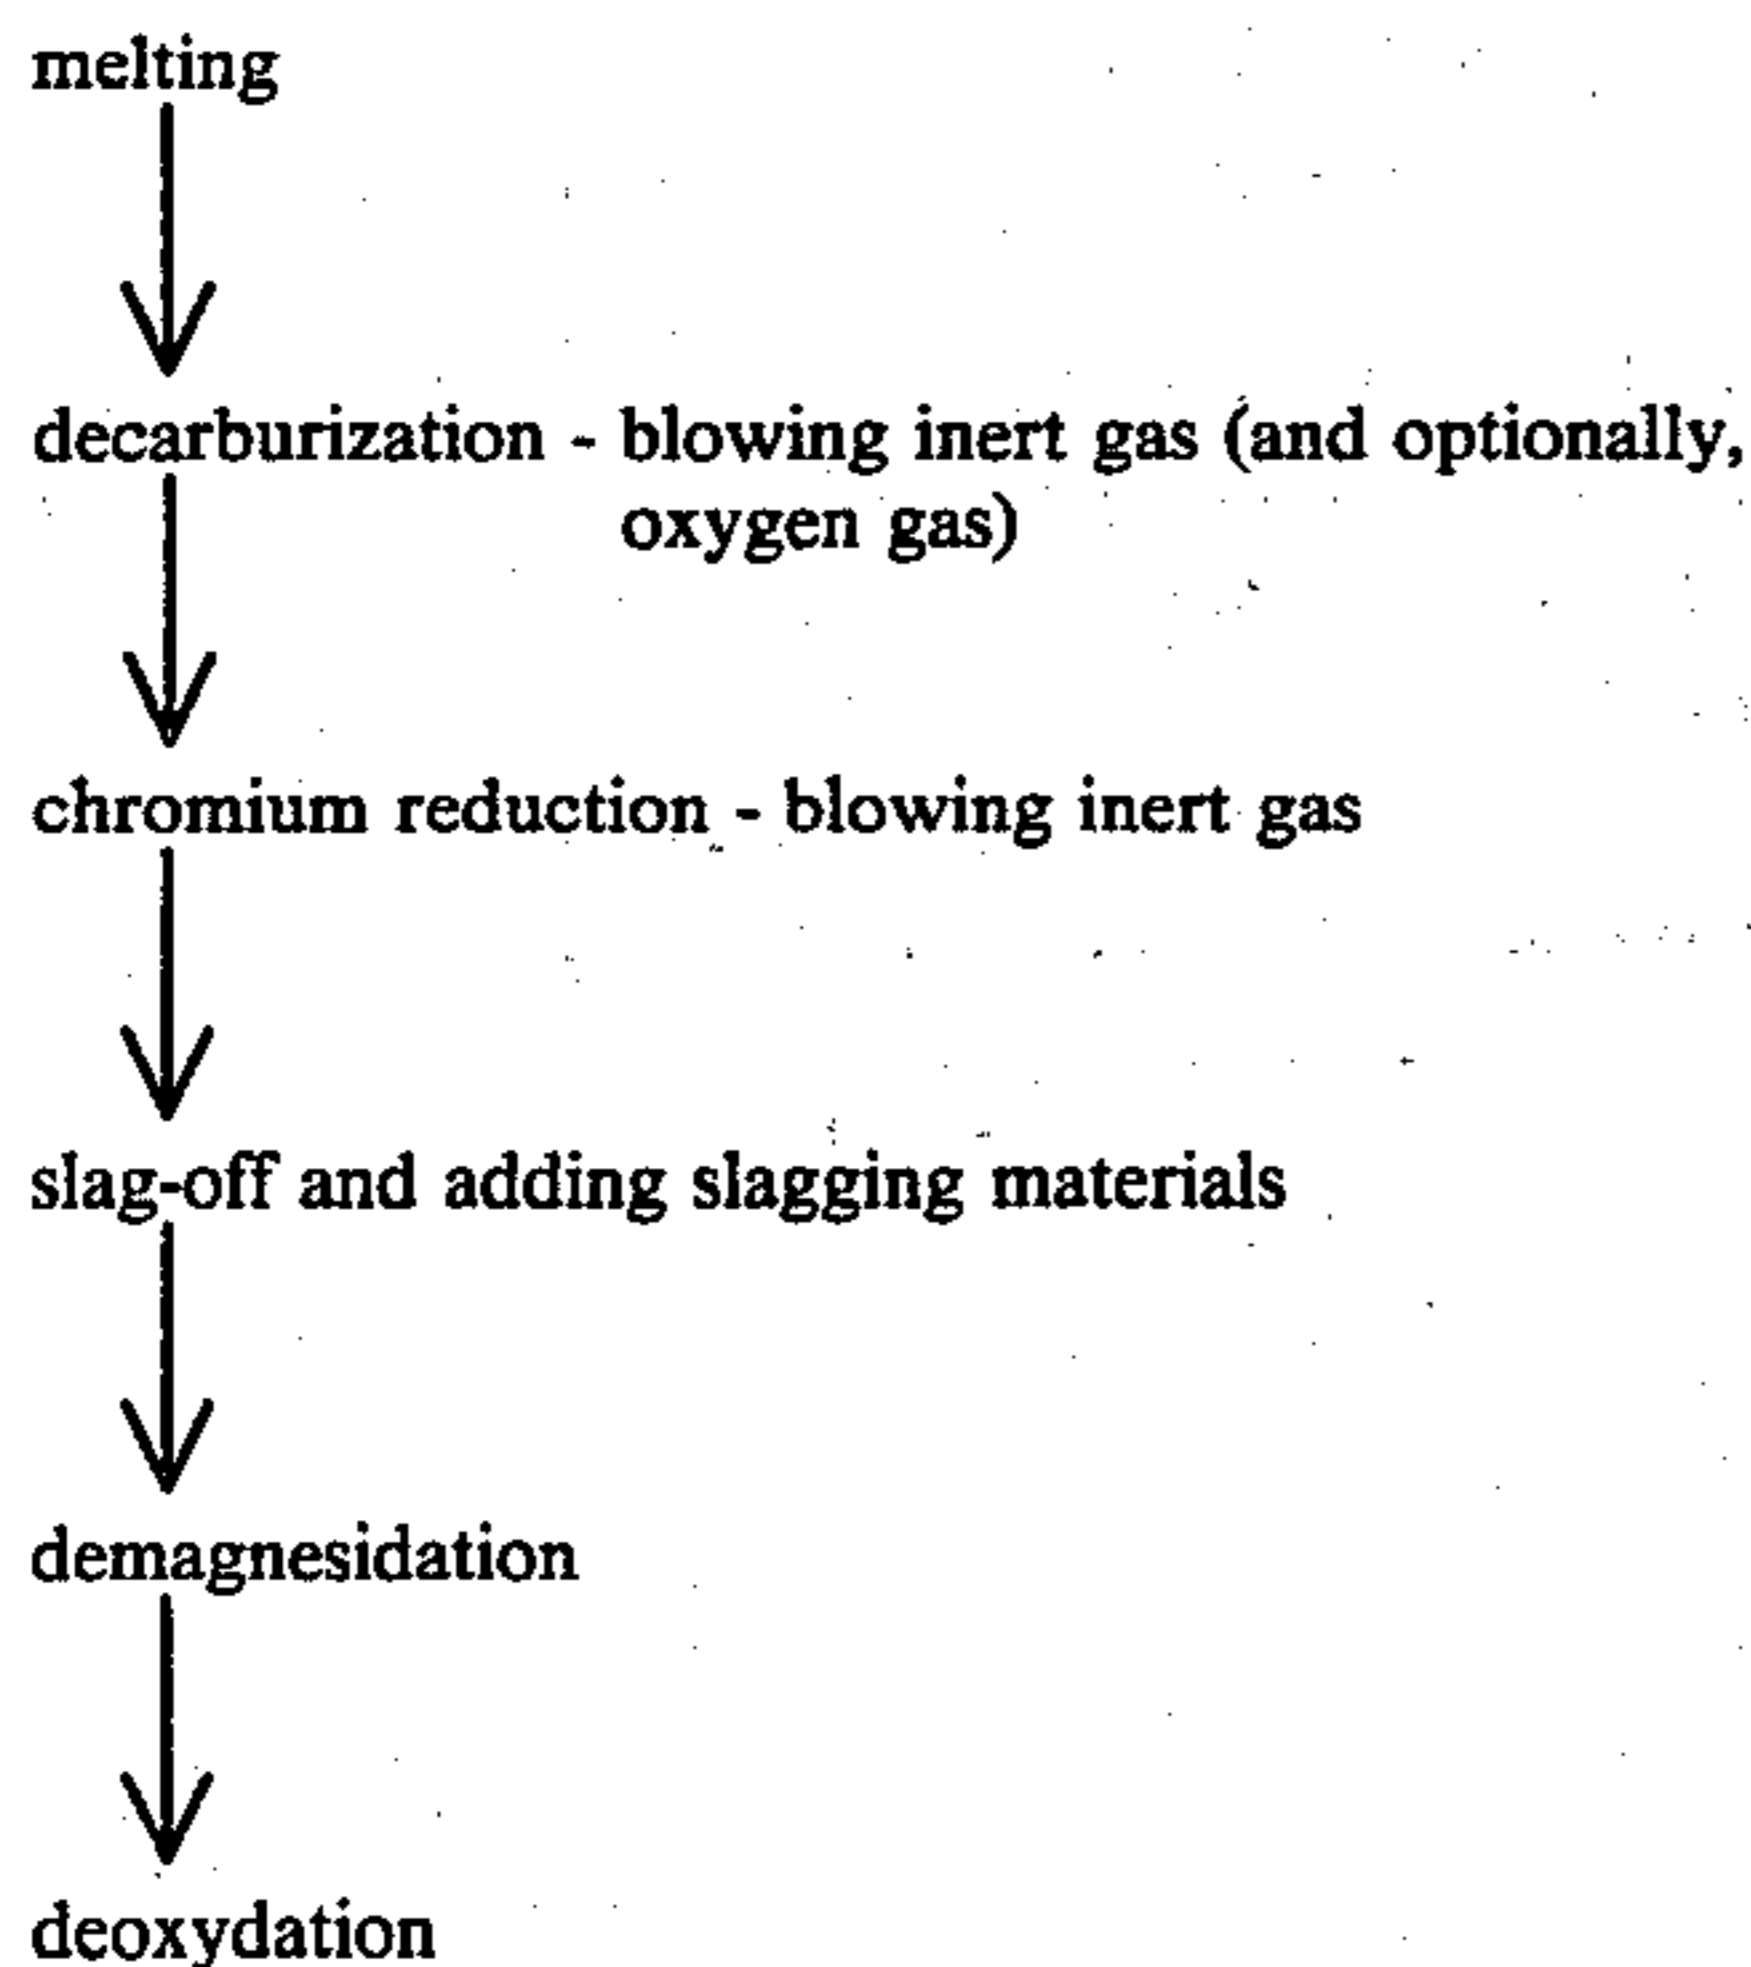 melting
decarburization - blowing inert gas (and optionally,
oxygen gas)
chromium reduction - blowing inert gas
slag-off and adding slagging materials
demagnesidation
deoxydation